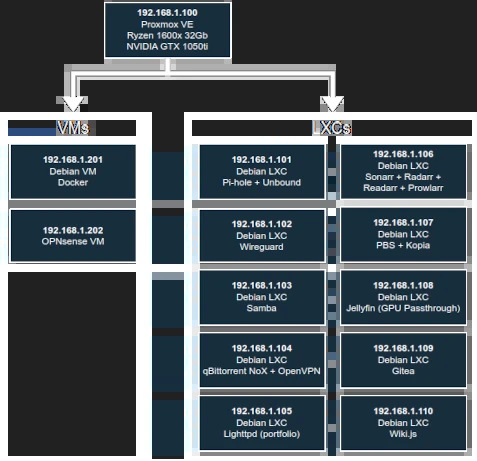 192.168.1.100
Proxmox VE
Ryzen 1600x 32Gb
NVIDIA GTX 1050ti
VMs
LXCs
192.168.1.201
Debian VM
Docker
192.168.1.202
OPNsense VM
192.168.1.101
Debian LXC
Pi-hole + Unbound
192.168.1.102
Debian LXC
Wireguard
192.168.1.103
Debian LXC
Samba
192.168.1.104
Debian LXC
qBittorrent NoX + OpenVPN
192.168.1.105
Debian LXC
Lighttpd (portfolio)
192.168.1.106
Debian LXC
Sonarr + Radarr +
Readarr + Prowlarr
192.168.1.107
Debian LXC
PBS + Kopia
192.168.1.108
Debian LXC
Jellyfin (GPU Passthrough)
192.168.1.109
Debian LXC
Gitea
192.168.1.110
Debian LXC
Wiki.js